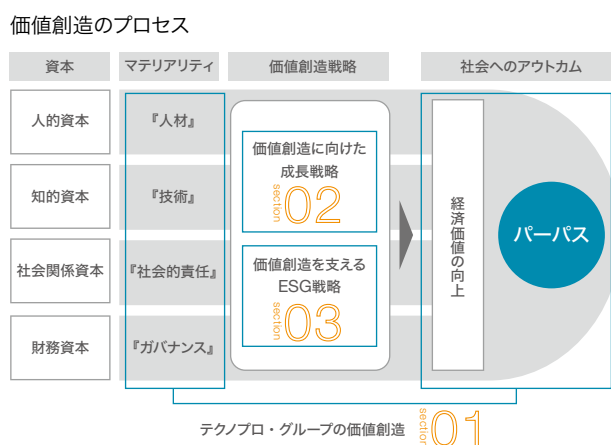 価値創造のプロセス
資本
マテリアリティ
価値創造戦略
社会へのアウトカム
人的資本
『人材』
知的資本
『技術』
社会関係資本
『社会的責任』
財務資本
『ガバナンス』
価値創造に向けた
成長戦略
section
02
価値創造を支える
ESG戦略
section
03
経済価値の向上
パーパス
テクノプロ・グループの価値創造
section
01